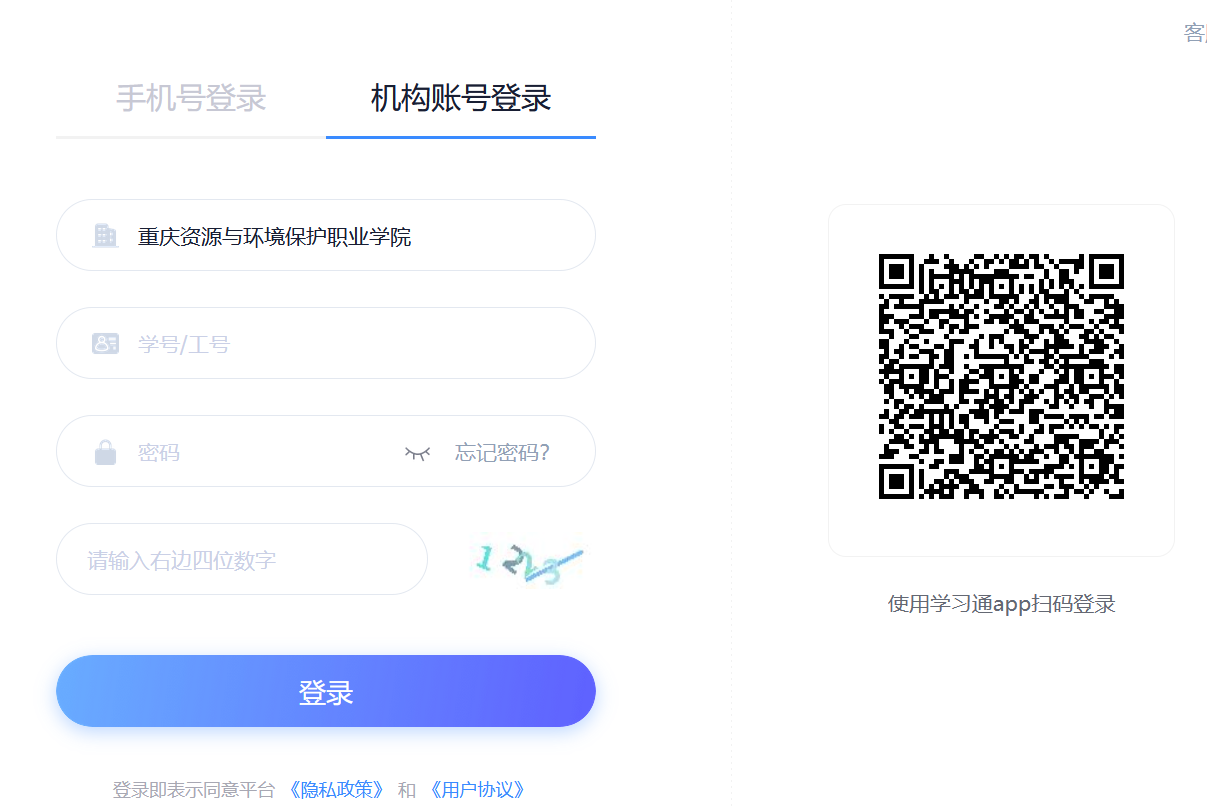 客
手机号登录
机构账号登录
重庆资源与环境保护职业学院
学号/工号
密码
忘记密码?
请输入右边四位数字
登录
登录即表示同意平台《隐私政策》 和 《用户协议》
使用学习通app扫码登录